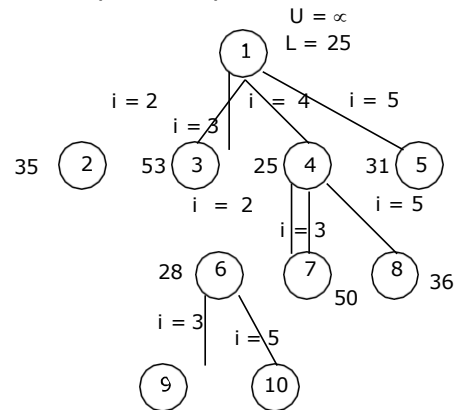 U = ∝
1
L = 25
i = 2
i = 4
i = 5
i = 3
35
2
53
3
25
4
31
5
i = 2
i = 5
i = 3
28
6
7
8
36
50
i = 3
i = 5
9
10